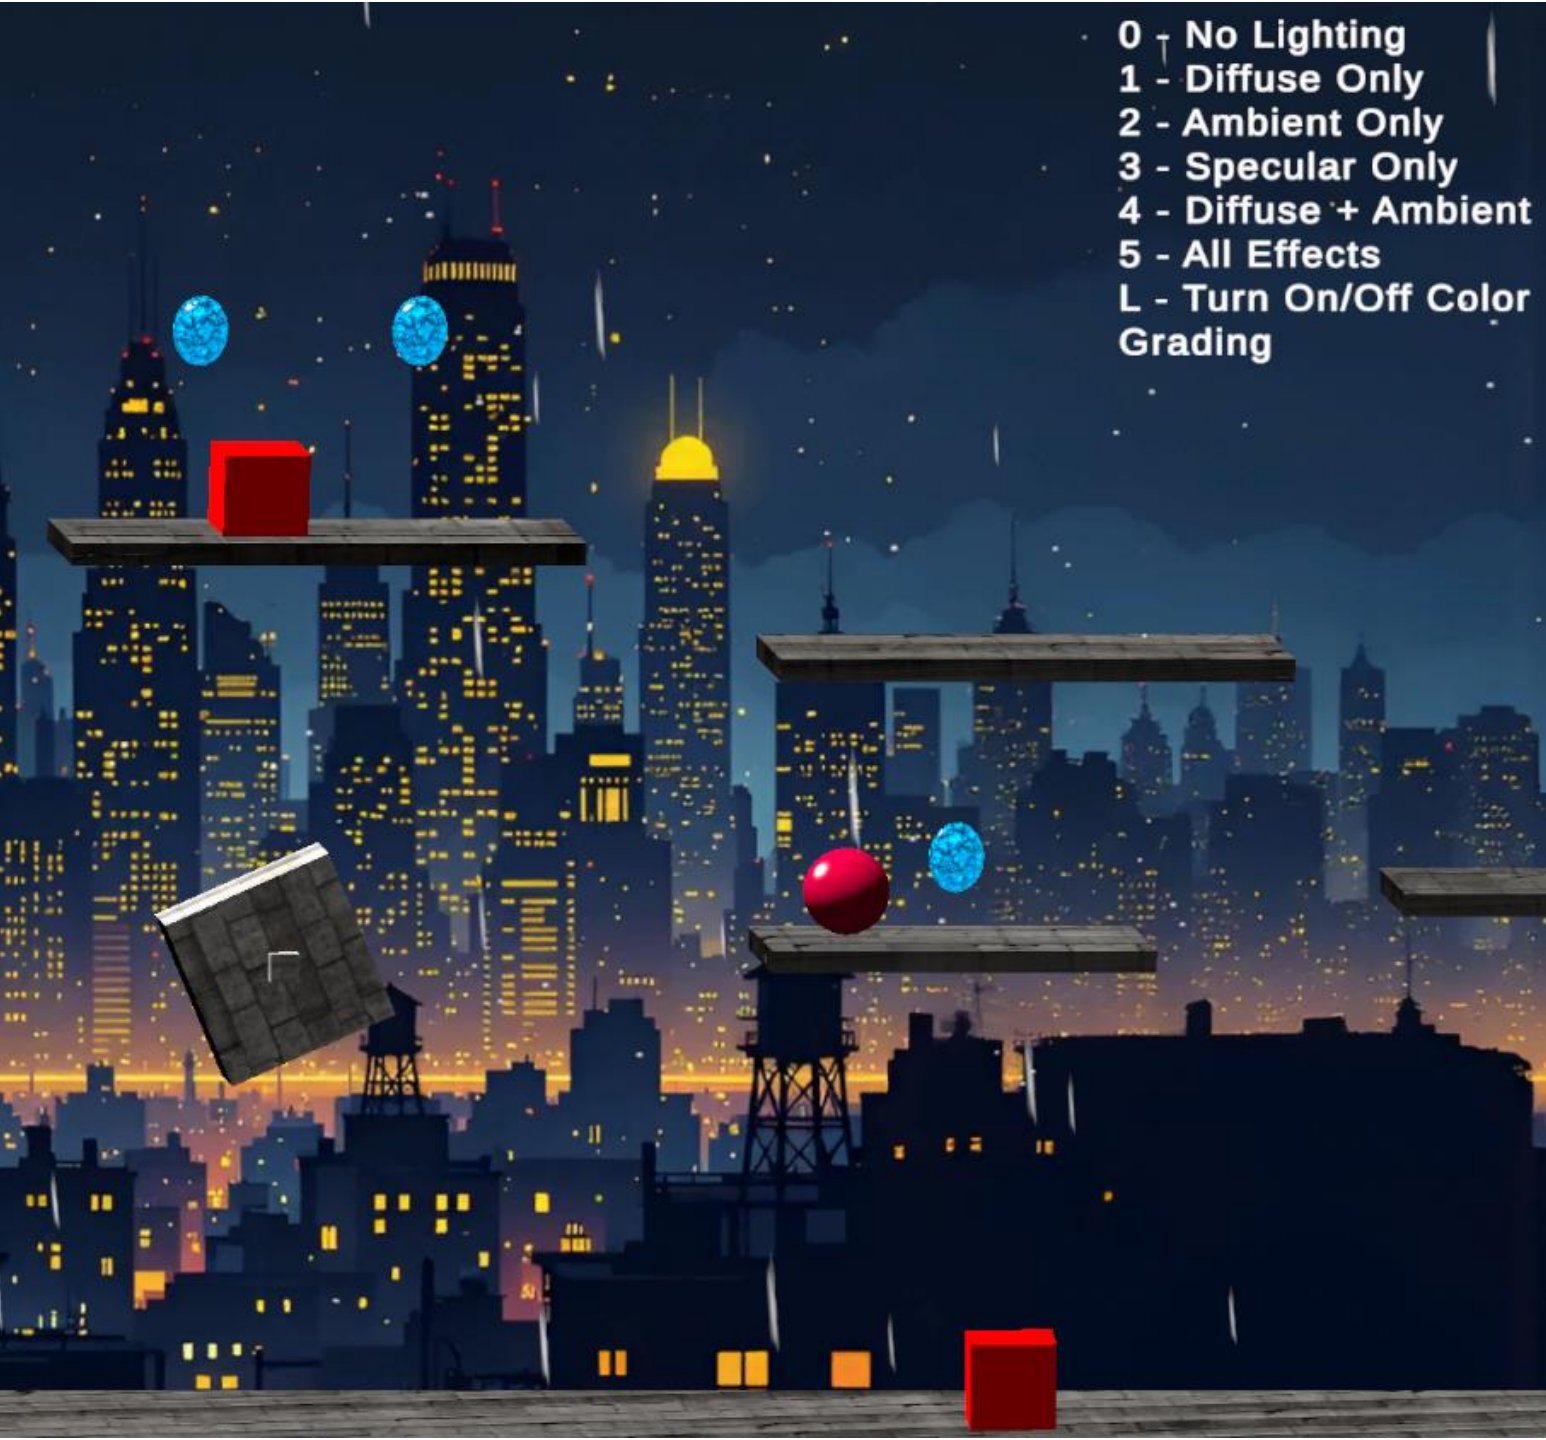 0 - No Lighting
1 - Diffuse Only
2 - Ambient Only
3 - Specular Only
4 - Diffuse + Ambient
5 - All Effects
L - Turn On/Off Color
Grading